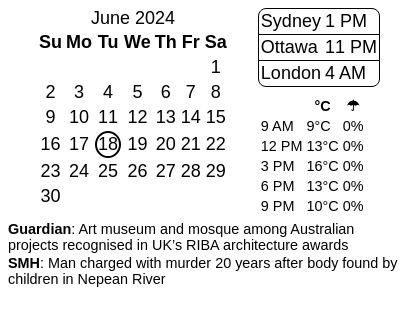 June 2024
Su Mo Tu We Th Fr Sa
1
2 3 4 5 6 7 8
9 10 11 12 13 14 15
16 17 18 19 20 21 22
23 24 25 26 27 28 29
30
Sydney 1 PM
Ottawa 11 PM
London 4 AM
°C ☂
9 AM 9°C 0%
12 PM 13°C 0%
3 PM 16°C 0%
6 PM 13°C 0%
9 PM 10°C 0%
Guardian: Art museum and mosque among Australian
projects recognised in UK's RIBA architecture awards
SMH: Man charged with murder 20 years after body found by
children in Nepean River